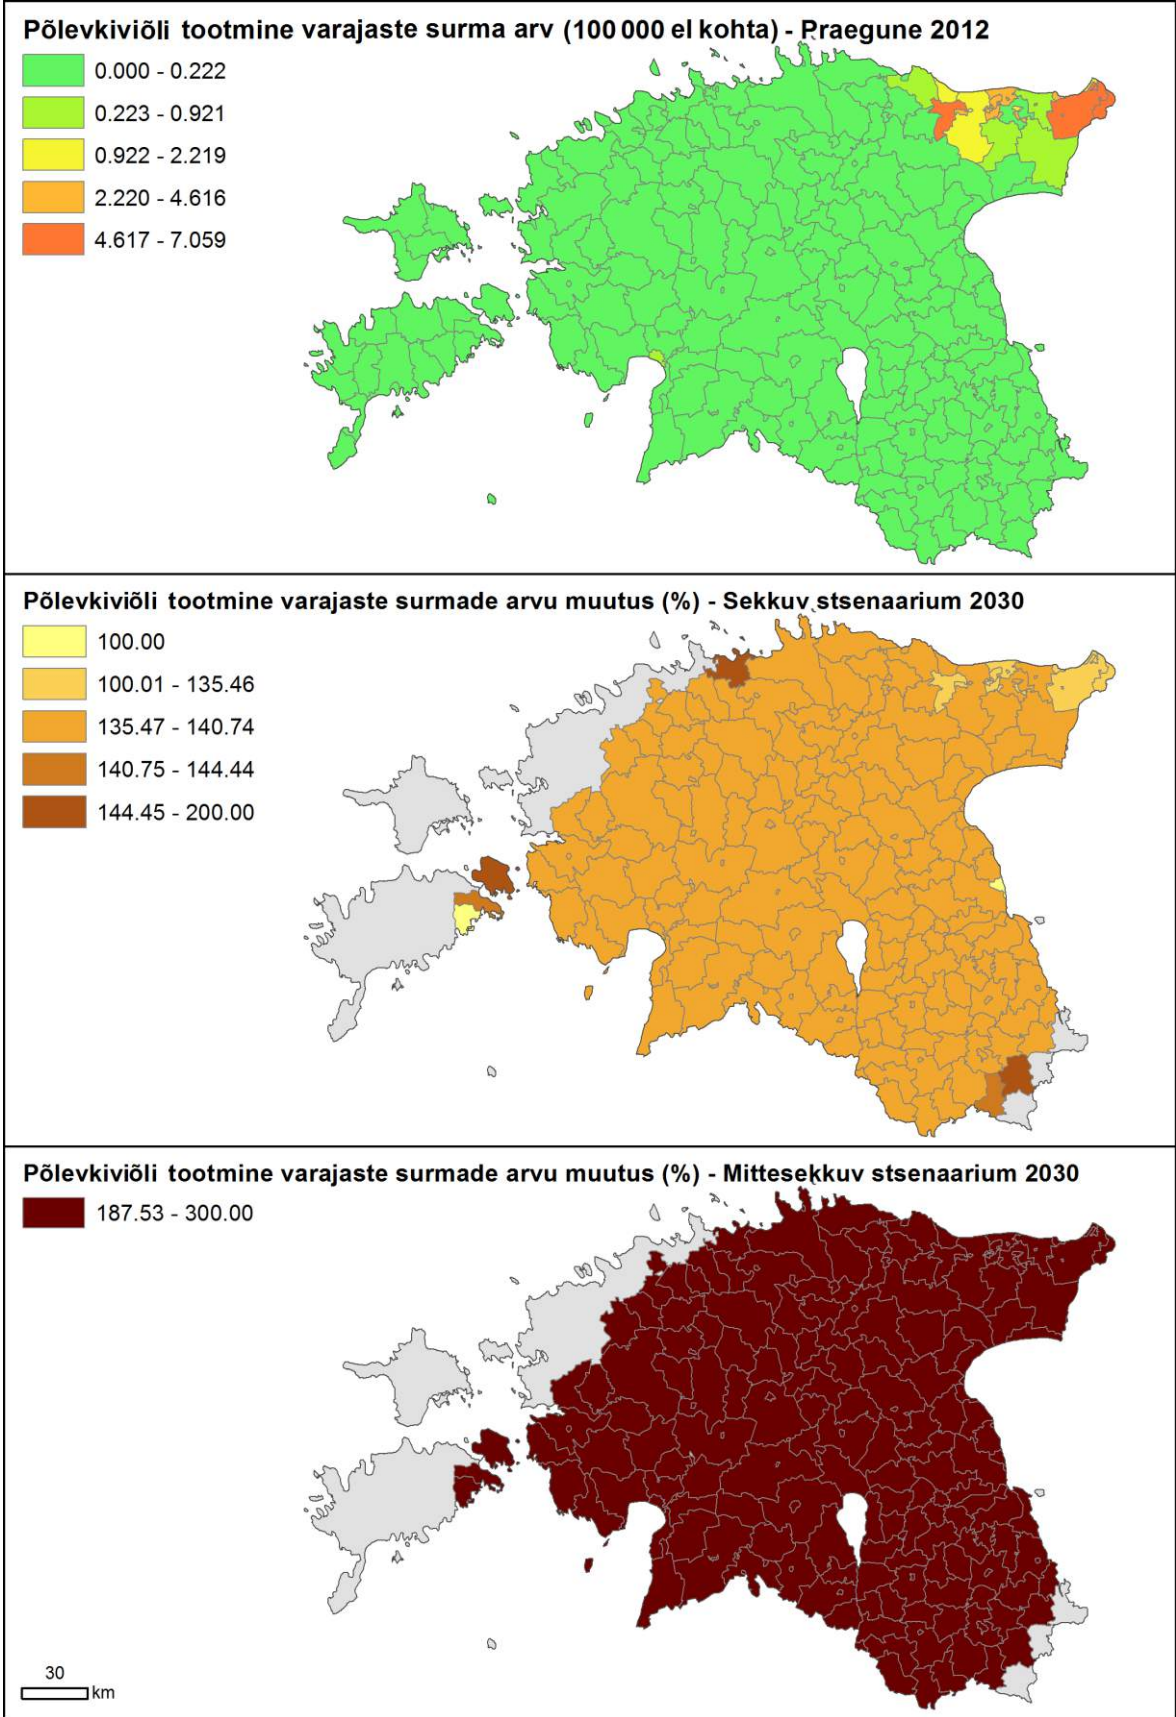 Põlevkiviõli tootmine varajaste surma arv (100 000 el kohta) - Praegune 2012
0.000 - 0.222
0.223 - 0.921
0.922 - 2.219
2.220 - 4.616
4.617 - 7.059
Põlevkiviõli tootmine varajaste surmade arvu muutus (%) - Sekkuv stsenaarium 2030
100.00
100.01 - 135.46
135.47 - 140.74
140.75 - 144.44
144.45 - 200.00
Põlevkiviõli tootmine varajaste surmade arvu muutus (%) - Mittesekkuv stsenaarium 2030
187.53 - 300.00
30
km